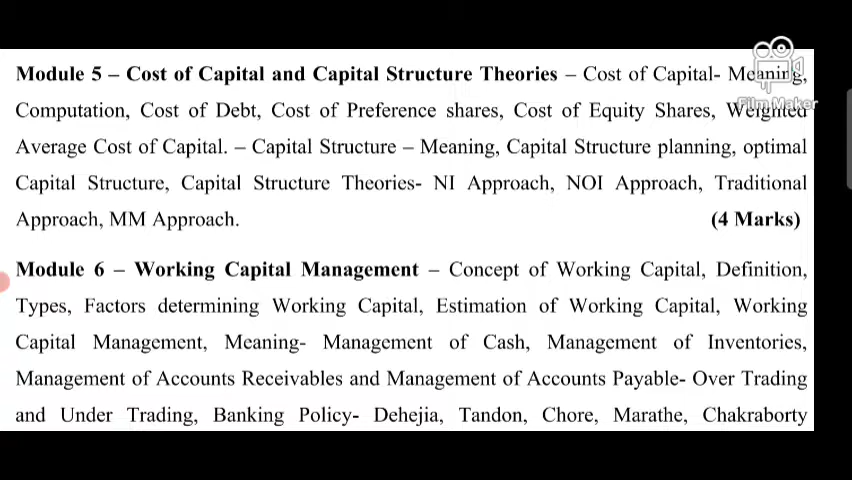 Module 5 – Cost of Capital and Capital Structure Theories – Cost of Capital- Meaning,
Computation, Cost of Debt, Cost of Preference shares, Cost of Equity Shares, Weighted
Average Cost of Capital. – Capital Structure – Meaning, Capital Structure planning, optimal
Capital Structure, Capital Structure Theories- NI Approach, NOI Approach, Traditional
Approach, MM Approach. (4 Marks)
Module 6 – Working Capital Management – Concept of Working Capital, Definition,
Types, Factors determining Working Capital, Estimation of Working Capital, Working
Capital Management, Meaning- Management of Cash, Management of Inventories,
Management of Accounts Receivables and Management of Accounts Payable- Over Trading
and Under Trading, Banking Policy- Dehejia, Tandon, Chore, Marathe, Chakraborty
Film Maker